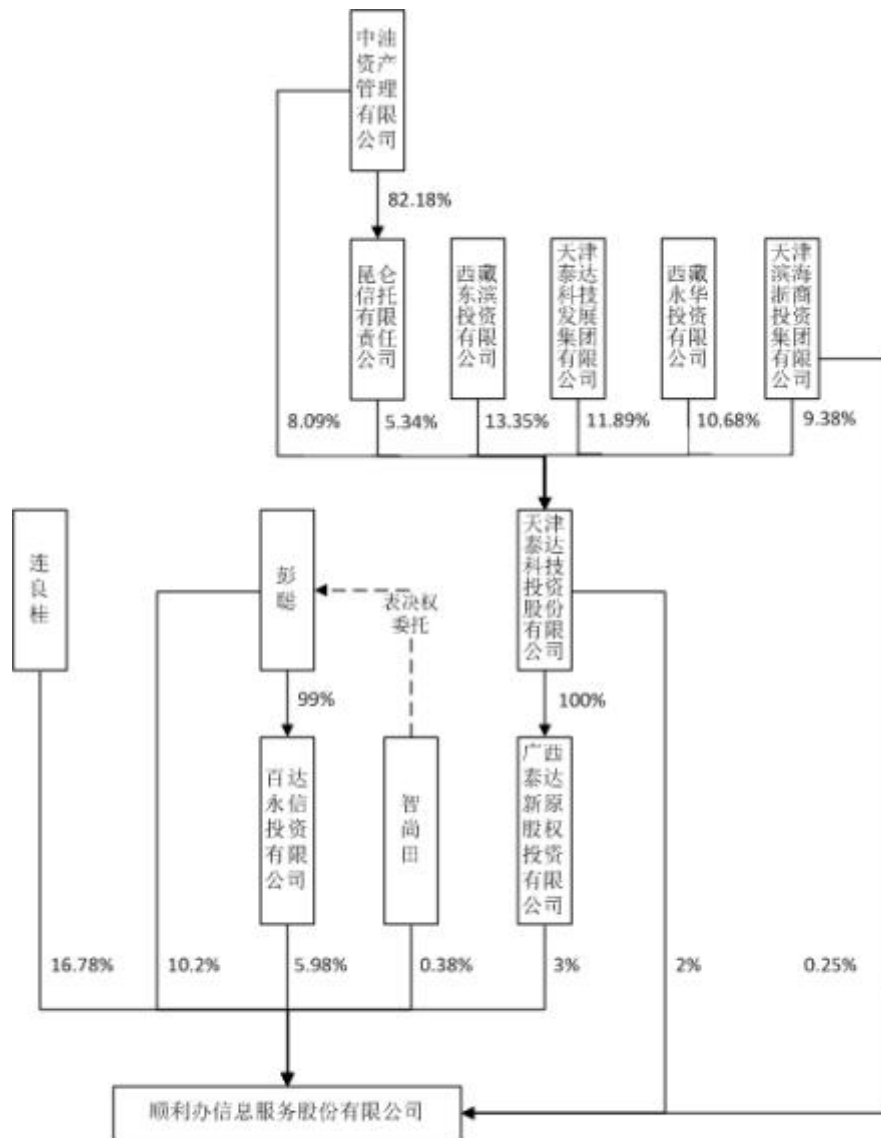 中油
资产
管理
有限
公司
82.18%
昆仑
信托
有限
责任
公司
西藏
东滨
投资
有限
公司
天津
泰达
科技
发展
集团
有限
公司
西藏
永华
投资
有限
公司
天津
滨海
浙商
投资
集团
有限
公司
8.09%
5.34%
13.35%
11.89%
10.68%
9.38%
连
良
桂
彭
聪
表决权
委托
天津
泰达
科技
投资
股份
有限
公司
99%
100%
百达
永信
投资
有限
公司
智
尚
田
广西
泰达
新原
股权
投资
有限
公司
16.78%
10.2%
5.98%
0.38%
3%
2%
0.25%
顺利办信息服务股份有限公司